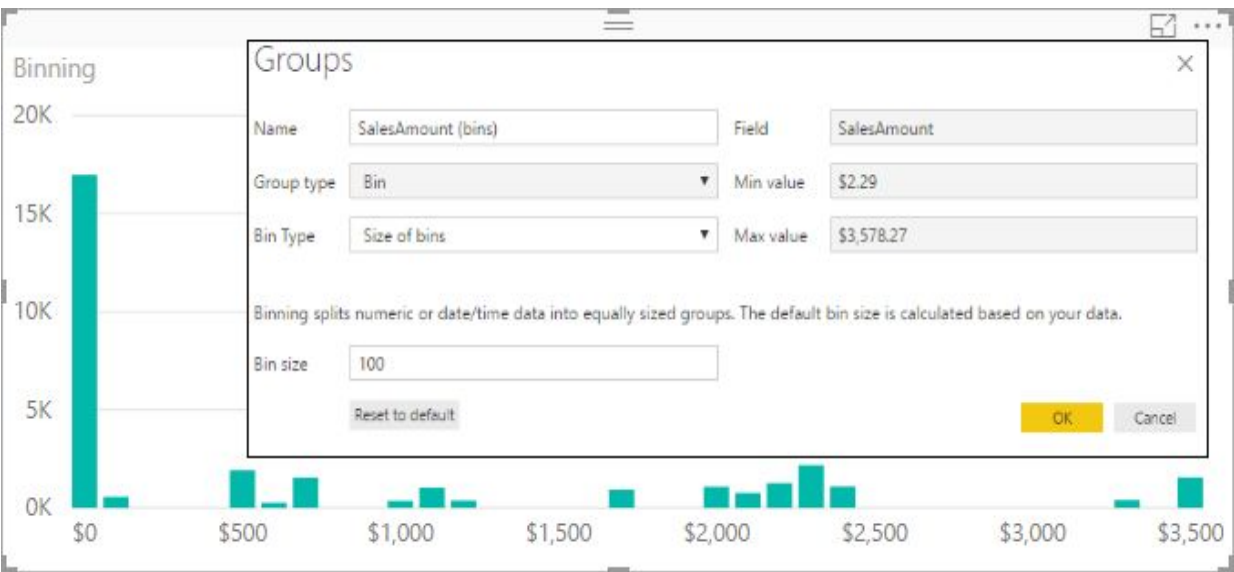 Binning
20K
15K
10K
5K
0K
$0 $500 $1,000 $1,500 $2,000 $2,500 $3,000 $3,500
Groups
Name SalesAmount (bins) Field SalesAmount
Group type Bin Min value $2.29
Bin Type Size of bins Max value $3,578.27
Binning splits numeric or date/time data into equally sized groups. The default bin size is calculated based on your data.
Bin size 100
Reset to default
OK Cancel